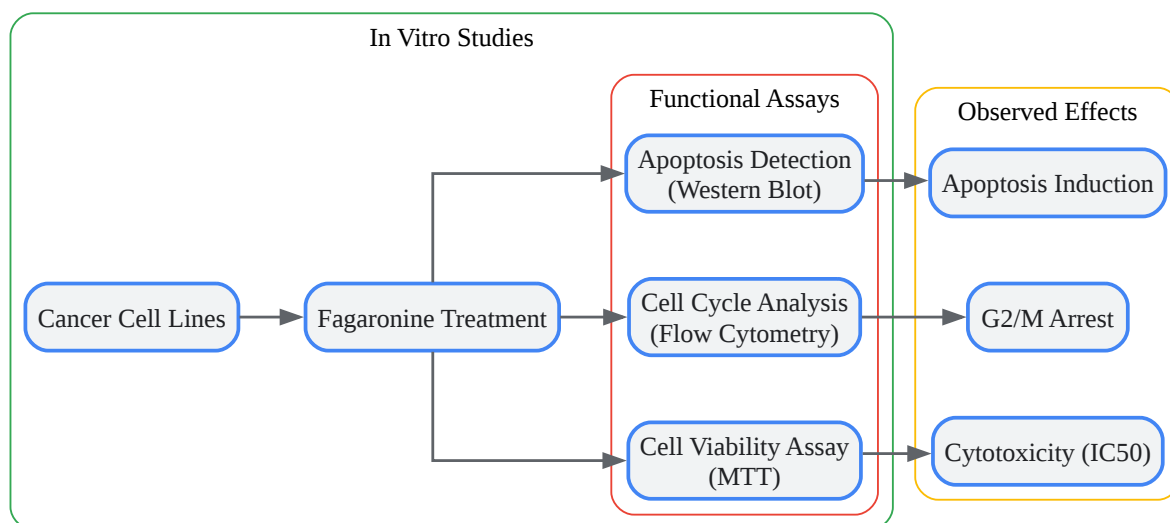 In Vitro Studies
Functional Assays
Observed Effects
Apoptosis Detection
(Western Blot)
Apoptosis Induction
Cancer Cell Lines
Fagaronine Treatment
Cell Cycle Analysis
(Flow Cytometry)
G2/M Arrest
Cell Viability Assay
(MTT)
Cytotoxicity (IC50)